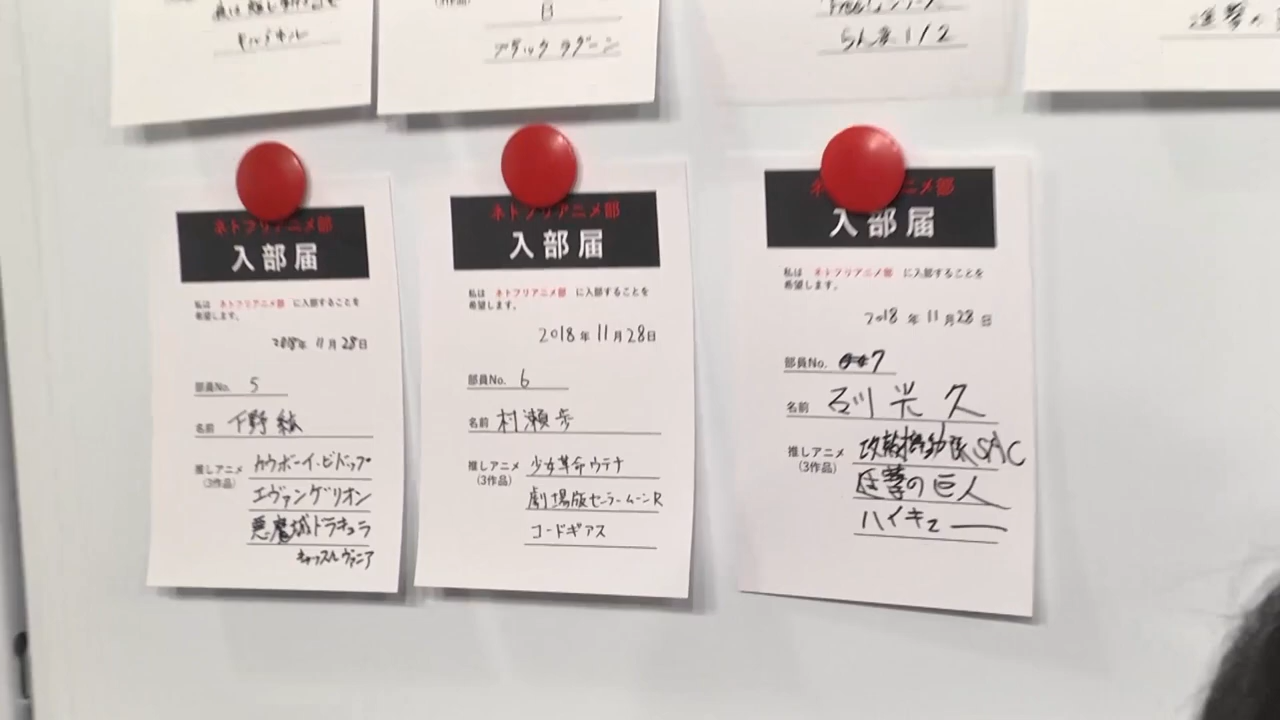 ブラック ラグーン
らんま1/2
ネトフリアニメ部
入部届
私は ネトフリアニメ部 に入部することを
希望します。
2018年 11月 28日
部員No. 5
名前 下野 紘
推しアニメ カウボーイ・ビバップ
(3作品) エヴァンゲリオン
悪魔城ドラキュラ
キャッスルヴァニア
ネトフリアニメ部
入部届
私は ネトフリアニメ部 に入部することを
希望します。
2018年 11月 28日
部員No. 6
名前 村瀬歩
推しアニメ 少女革命ウテナ
(3作品) 劇場版セーラームーンR
コードギアス
ニメ部
入部届
私は ネトフリアニメ部 に入部することを
希望します。
2018年 11月 28日
部員No. 7
名前 石川 光久
推しアニメ 攻殻機動隊SAC
(3作品) 進撃の巨人
ハイキュー